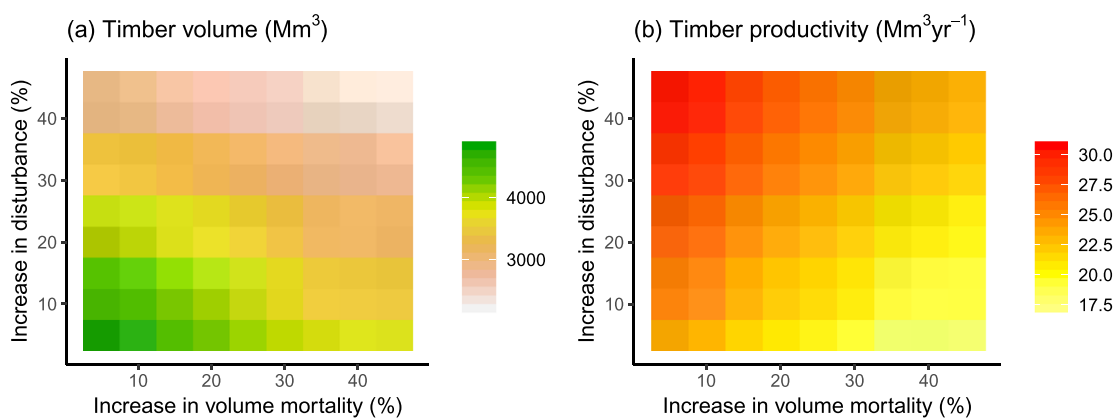 (a) Timber volume (Mm³)
Increase in disturbance (%)
40
30
20
10
10 20 30 40
Increase in volume mortality (%)
4000
3000
(b) Timber productivity (Mm³yr⁻¹)
Increase in disturbance (%)
40
30
20
10
10 20 30 40
Increase in volume mortality (%)
30.0
27.5
25.0
22.5
20.0
17.5